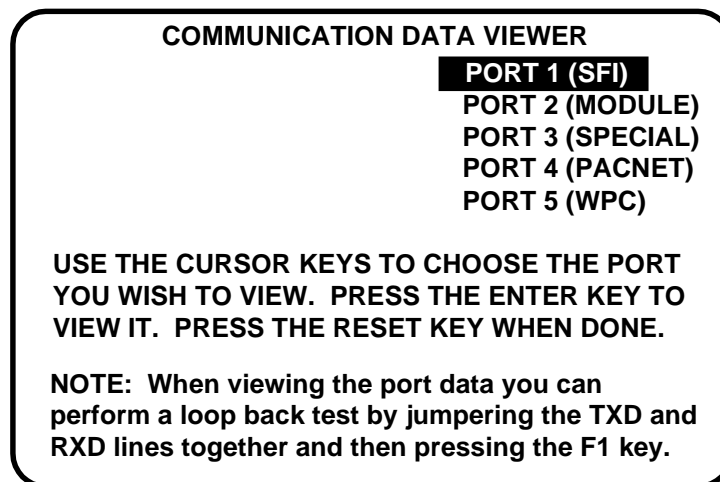 COMMUNICATION DATA VIEWER
PORT 1 (SFI)
PORT 2 (MODULE)
PORT 3 (SPECIAL)
PORT 4 (PACNET)
PORT 5 (WPC)
USE THE CURSOR KEYS TO CHOOSE THE PORT
YOU WISH TO VIEW.  PRESS THE ENTER KEY TO
VIEW IT.  PRESS THE RESET KEY WHEN DONE.
NOTE:  When viewing the port data you can
perform a loop back test by jumpering the TXD and
RXD lines together and then pressing the F1 key.